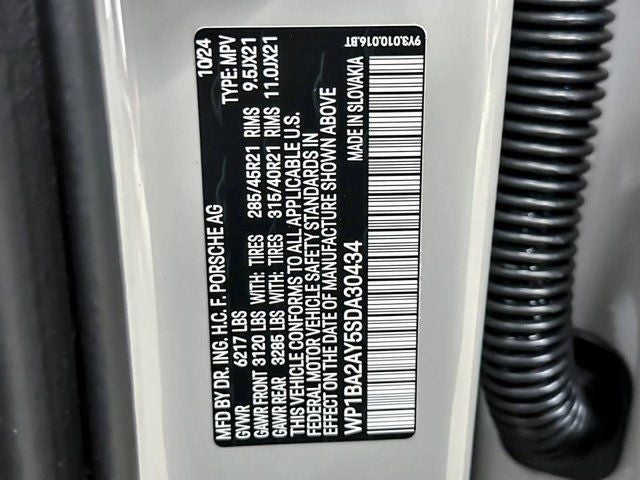 MFD BY DR. ING. H.C. F. PORSCHE AG 10/24 9Y3.010.016.BT
GVWR 6217 LBS TYPE: MPV
GAWR FRONT 3120 LBS WITH: TIRES 285/45R21 RIMS 9.5JX21
GAWR REAR 3285 LBS WITH: TIRES 315/40R21 RIMS 11.0JX21
THIS VEHICLE CONFORMS TO ALL APPLICABLE U.S.
FEDERAL MOTOR VEHICLE SAFETY STANDARDS IN
EFFECT ON THE DATE OF MANUFACTURE SHOWN ABOVE
WP1BA2AY5SDA30434 MADE IN SLOVAKIA